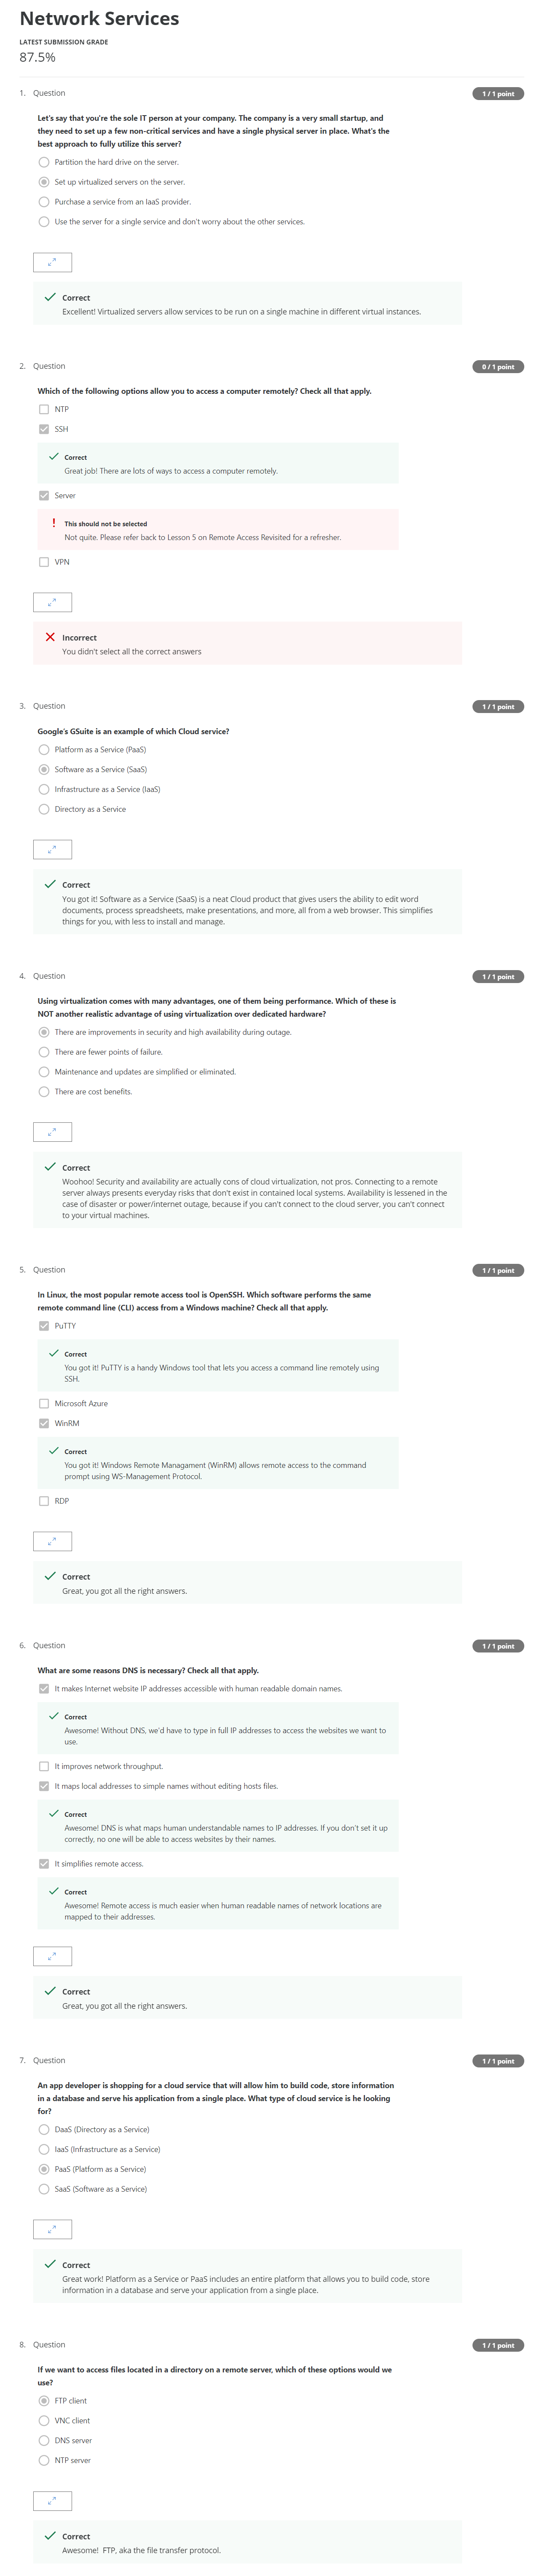 Network Services
LATEST SUBMISSION GRADE
87.5%
1. Question
1 / 1 point
Let's say that you're the sole IT person at your company. The company is a very small startup, and
they need to set up a few non-critical services and have a single physical server in place. What's the
best approach to fully utilize this server?
Partition the hard drive on the server.
Set up virtualized servers on the server.
Purchase a service from an IaaS provider.
Use the server for a single service and don't worry about the other services.
Correct
Excellent! Virtualized servers allow services to be run on a single machine in different virtual instances.
2. Question
0 / 1 point
Which of the following options allow you to access a computer remotely? Check all that apply.
NTP
SSH
Correct
Great job! There are lots of ways to access a computer remotely.
Server
This should not be selected
Not quite. Please refer back to Lesson 5 on Remote Access Revisited for a refresher.
VPN
Incorrect
You didn't select all the correct answers
3. Question
1 / 1 point
Google's GSuite is an example of which Cloud service?
Platform as a Service (PaaS)
Software as a Service (SaaS)
Infrastructure as a Service (IaaS)
Directory as a Service
Correct
You got it! Software as a Service (SaaS) is a neat Cloud product that gives users the ability to edit word
documents, process spreadsheets, make presentations, and more, all from a web browser. This simplifies
things for you, with less to install and manage.
4. Question
1 / 1 point
Using virtualization comes with many advantages, one of them being performance. Which of these is
NOT another realistic advantage of using virtualization over dedicated hardware?
There are improvements in security and high availability during outage.
There are fewer points of failure.
Maintenance and updates are simplified or eliminated.
There are cost benefits.
Correct
Woohoo! Security and availability are actually cons of cloud virtualization, not pros. Connecting to a remote
server always presents everyday risks that don't exist in contained local systems. Availability is lessened in the
case of disaster or power/internet outage, because if you can't connect to the cloud server, you can't connect
to your virtual machines.
5. Question
1 / 1 point
In Linux, the most popular remote access tool is OpenSSH. Which software performs the same
remote command line (CLI) access from a Windows machine? Check all that apply.
PuTTY
Correct
You got it! PuTTY is a handy Windows tool that lets you access a command line remotely using
SSH.
Microsoft Azure
WinRM
Correct
You got it! Windows Remote Managament (WinRM) allows remote access to the command
prompt using WS-Management Protocol.
RDP
Correct
Great, you got all the right answers.
6. Question
1 / 1 point
What are some reasons DNS is necessary? Check all that apply.
It makes Internet website IP addresses accessible with human readable domain names.
Correct
Awesome! Without DNS, we'd have to type in full IP addresses to access the websites we want to
use.
It improves network throughput.
It maps local addresses to simple names without editing hosts files.
Correct
Awesome! DNS is what maps human understandable names to IP addresses. If you don't set it up
correctly, no one will be able to access websites by their names.
It simplifies remote access.
Correct
Awesome! Remote access is much easier when human readable names of network locations are
mapped to their addresses.
Correct
Great, you got all the right answers.
7. Question
1 / 1 point
An app developer is shopping for a cloud service that will allow him to build code, store information
in a database and serve his application from a single place. What type of cloud service is he looking
for?
DaaS (Directory as a Service)
IaaS (Infrastructure as a Service)
PaaS (Platform as a Service)
SaaS (Software as a Service)
Correct
Great work! Platform as a Service or PaaS includes an entire platform that allows you to build code, store
information in a database and serve your application from a single place.
8. Question
1 / 1 point
If we want to access files located in a directory on a remote server, which of these options would we
use?
FTP client
VNC client
DNS server
NTP server
Correct
Awesome! FTP, aka the file transfer protocol.